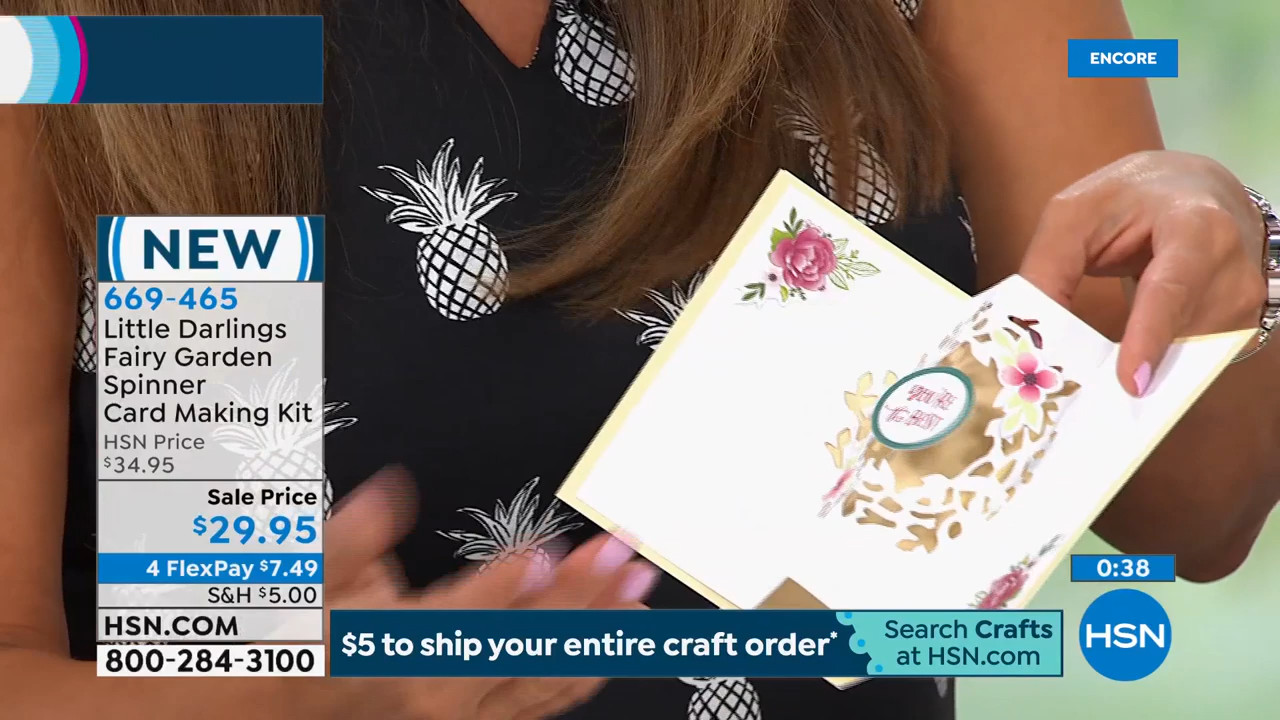 ENCORE
NEW
669-465
Little Darlings
Fairy Garden
Spinner
Card Making Kit
HSN Price
$34.95
Sale Price
$29.95
4 FlexPay $7.49
S&H $5.00
HSN.COM
800-284-3100
$5 to ship your entire craft order*
Search Crafts
at HSN.com
0:38
HSN